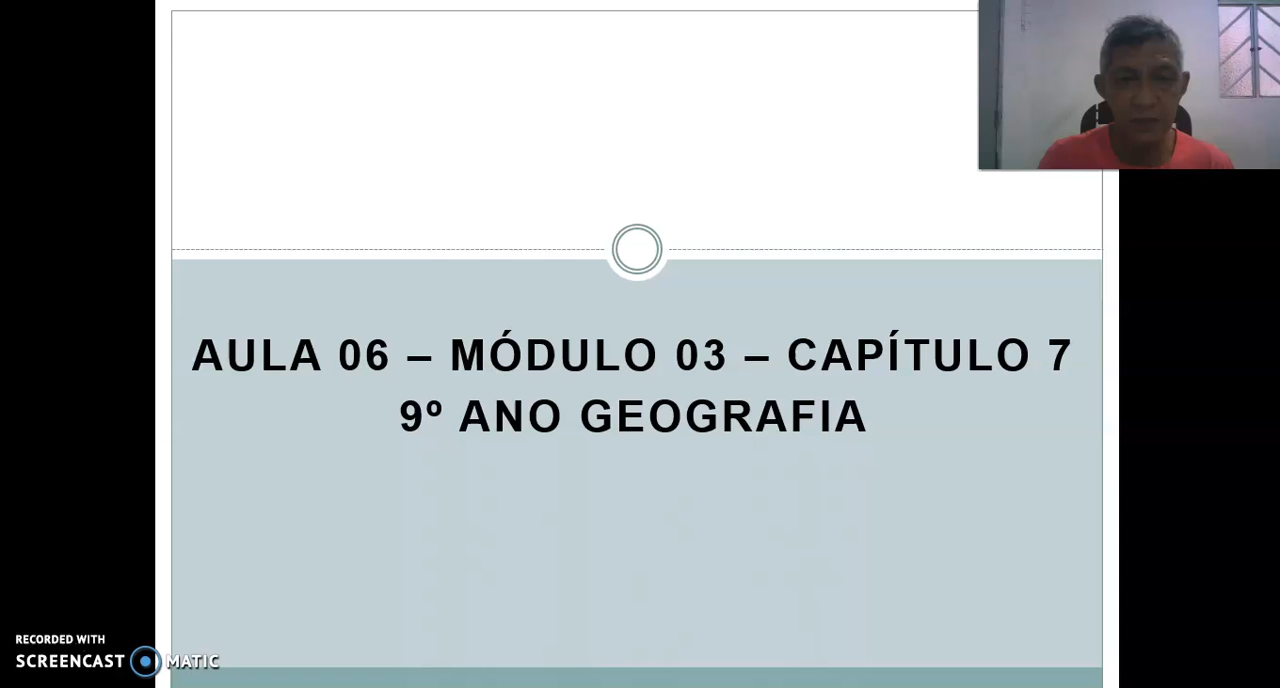 AULA 06 – MÓDULO 03 – CAPÍTULO 7
9º ANO GEOGRAFIA
RECORDED WITH
SCREENCAST MATIC